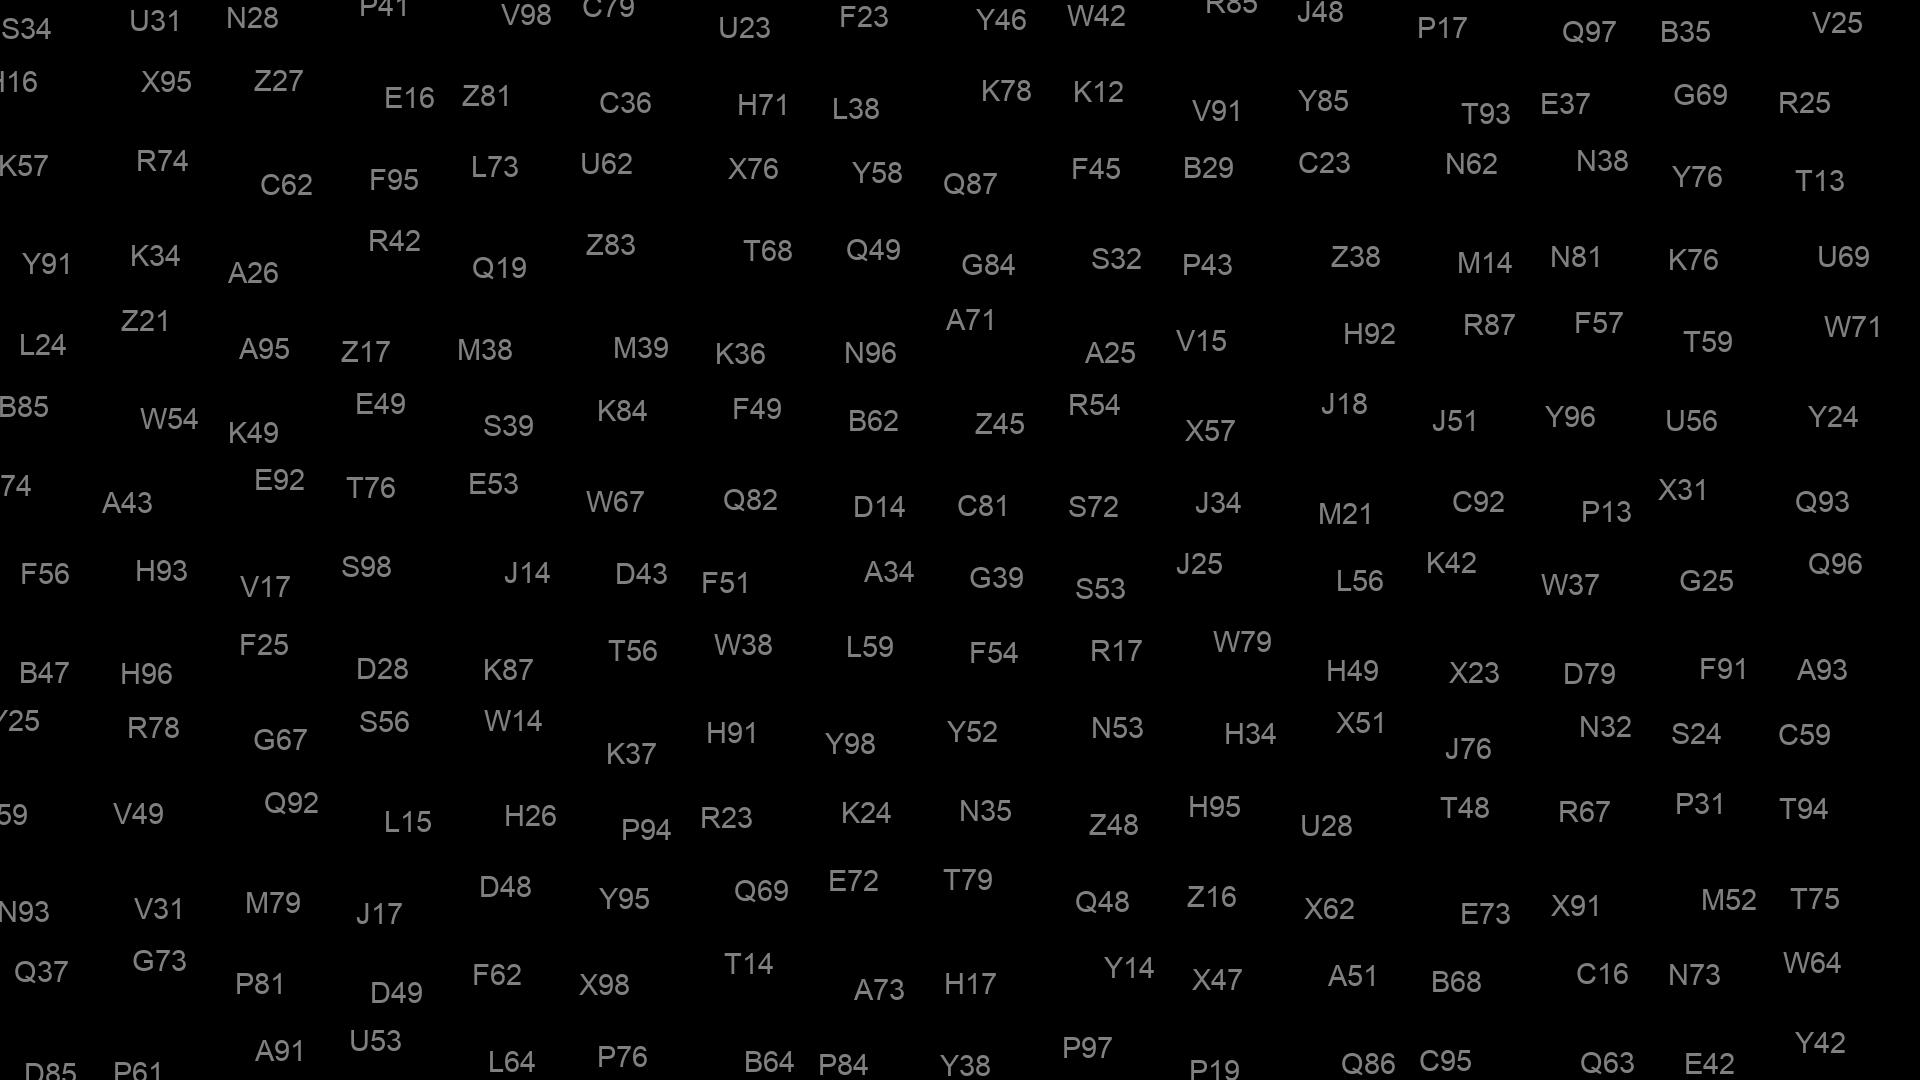 S34 U31 N28 P41 V98 C79 U23 F23 Y46 W42 R85 J48 P17 Q97 B35 V25
H16 X95 Z27 E16 Z81 C36 H71 L38 K78 K12 V91 Y85 T93 E37 G69 R25
K57 R74 C62 F95 L73 U62 X76 Y58 Q87 F45 B29 C23 N62 N38 Y76 T13
Y91 K34 A26 R42 Q19 Z83 T68 Q49 G84 S32 P43 Z38 M14 N81 K76 U69
L24 Z21 A95 Z17 M38 M39 K36 N96 A71 A25 V15 H92 R87 F57 T59 W71
B85 W54 K49 E49 S39 K84 F49 B62 Z45 R54 X57 J18 J51 Y96 U56 Y24
74 A43 E92 T76 E53 W67 Q82 D14 C81 S72 J34 M21 C92 P13 X31 Q93
F56 H93 V17 S98 J14 D43 F51 A34 G39 S53 J25 L56 K42 W37 G25 Q96
B47 H96 F25 D28 K87 T56 W38 L59 F54 R17 W79 H49 X23 D79 F91 A93
Y25 R78 G67 S56 W14 K37 H91 Y98 Y52 N53 H34 X51 J76 N32 S24 C59
59 V49 Q92 L15 H26 P94 R23 K24 N35 Z48 H95 U28 T48 R67 P31 T94
N93 V31 M79 J17 D48 Y95 Q69 E72 T79 Q48 Z16 X62 E73 X91 M52 T75
Q37 G73 P81 D49 F62 X98 T14 A73 H17 Y14 X47 A51 B68 C16 N73 W64
D85 P61 A91 U53 L64 P76 B64 P84 Y38 P97 P19 Q86 C95 Q63 E42 Y42